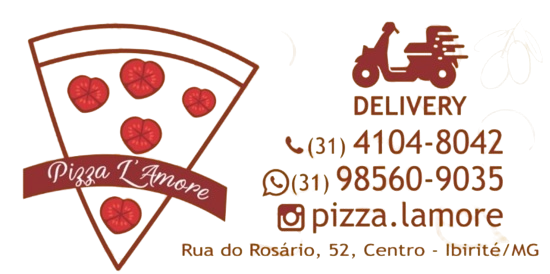 Pizza L'Amore
DELIVERY
(31) 4104-8042
(31) 98560-9035
pizza.lamore
Rua do Rosário, 52, Centro - Ibirité/MG